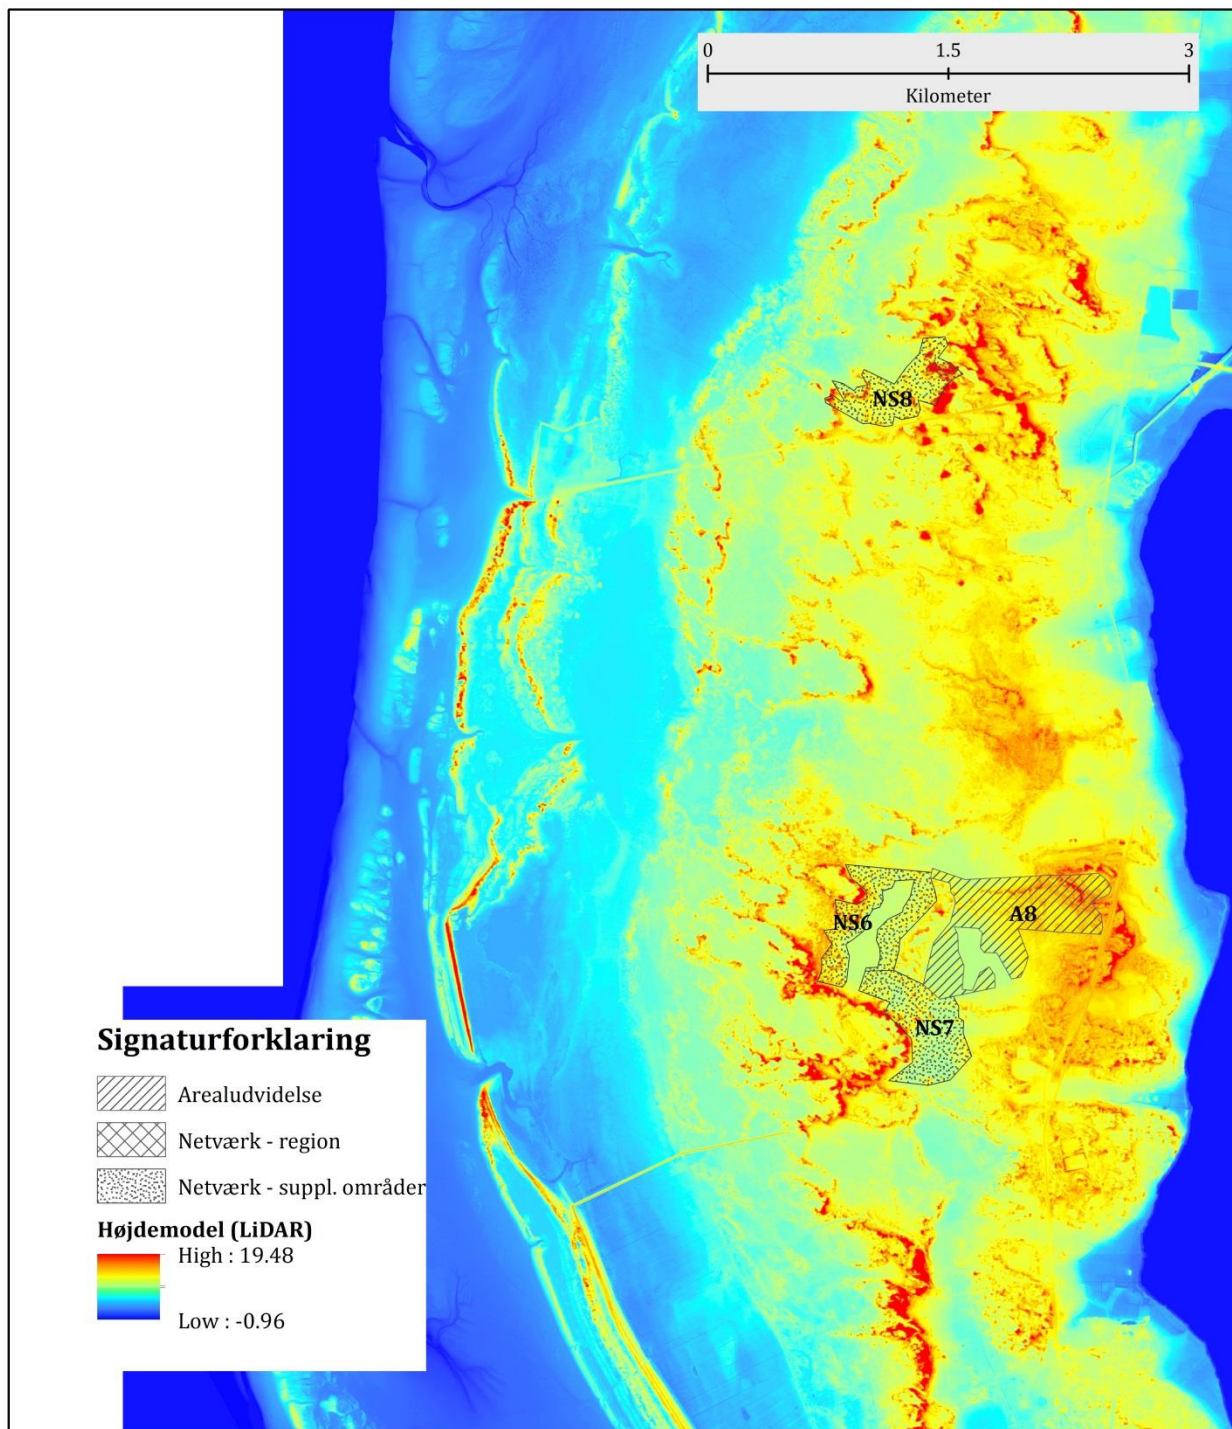 0 1.5 3
Kilometer
NS8
NS6
A8
NS7
Signaturforklaring
Arealudvidelse
Netværk - region
Netværk - suppl. områder
Højdemodel (LiDAR)
High : 19.48
Low : -0.96